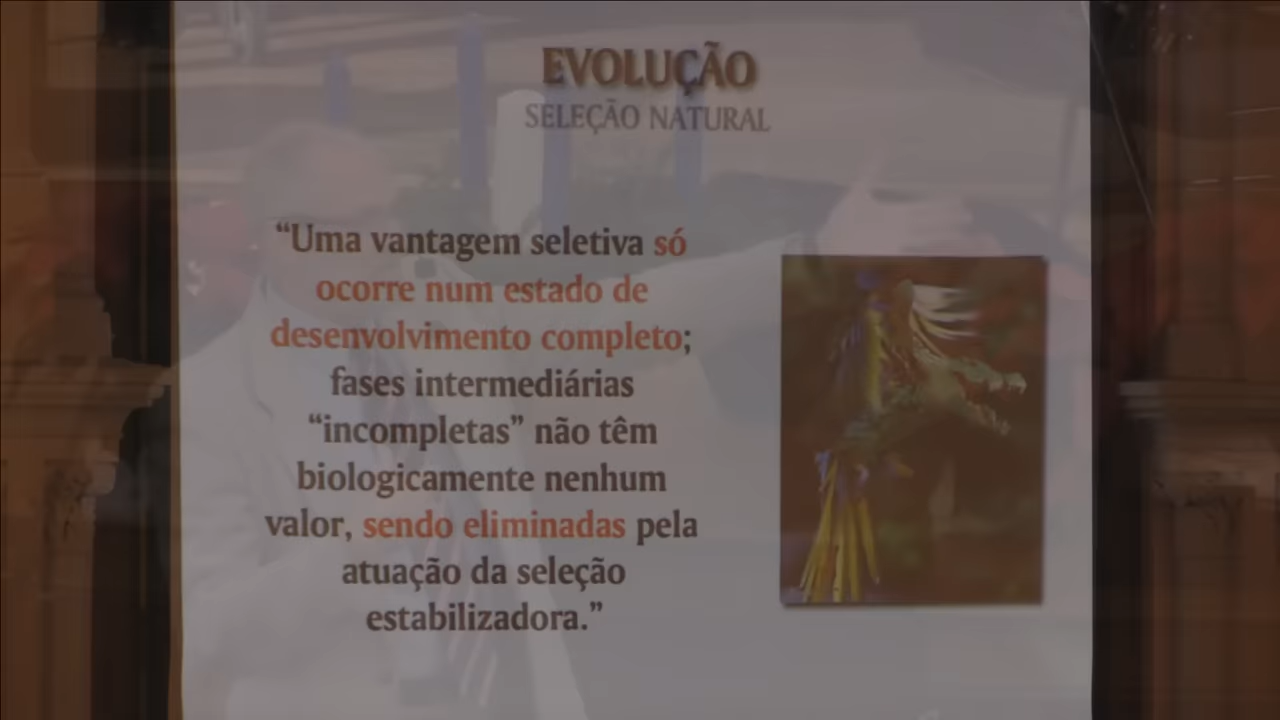 EVOLUÇÃO
SELEÇÃO NATURAL
“Uma vantagem seletiva só
ocorre num estado de
desenvolvimento completo;
fases intermediárias
“incompletas” não têm
biologicamente nenhum
valor, sendo eliminadas pela
atuação da seleção
estabilizadora.”